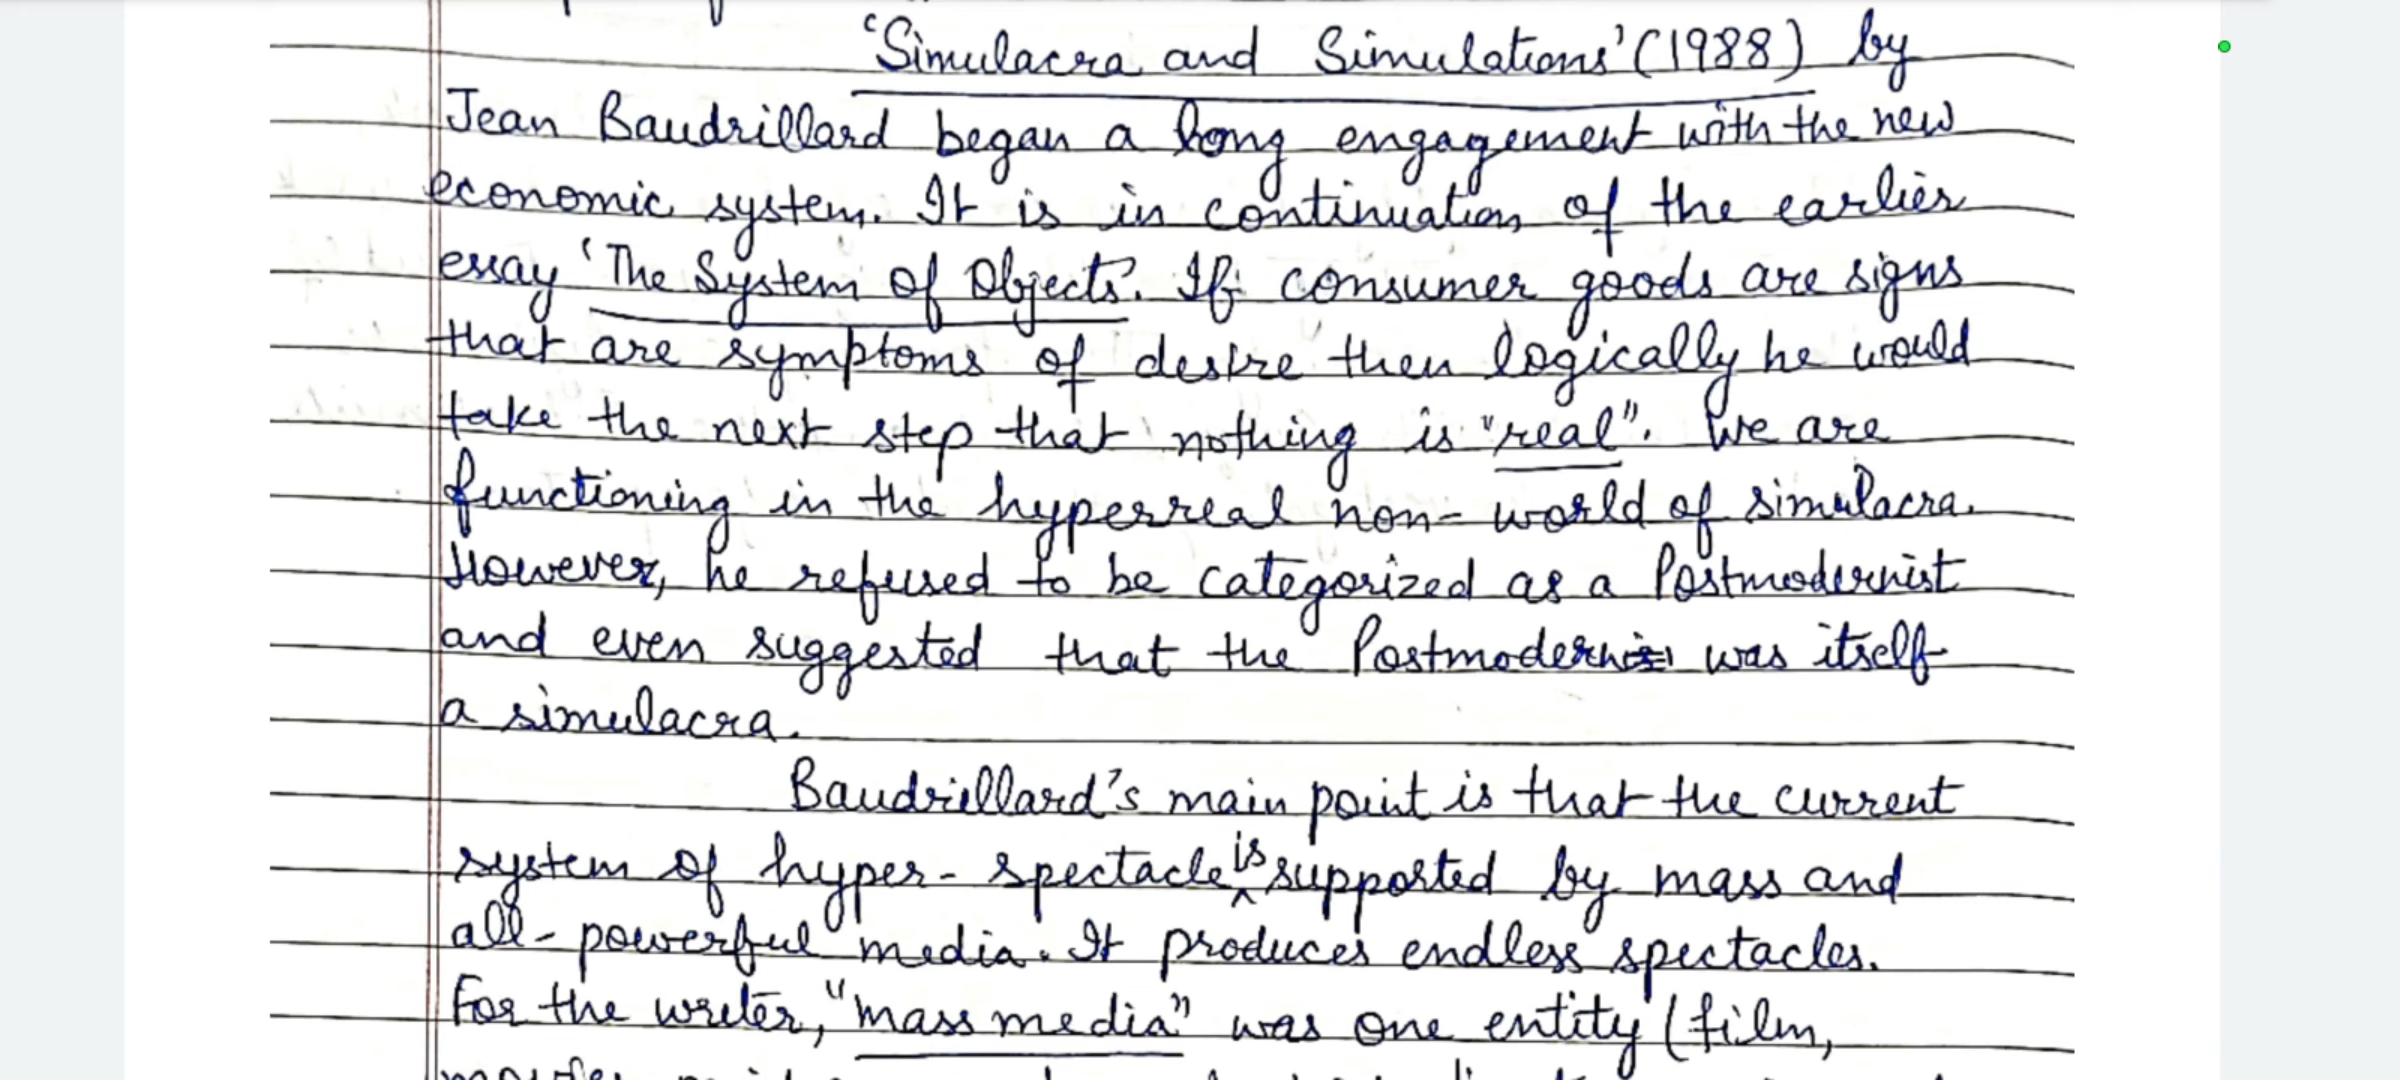 'Simulacra and Simulations' (1988) by
Jean Baudrillard began a long engagement with the new
economic system. It is in continuation of the earlier
essay 'The System of Objects'. If consumer goods are signs
that are symptoms of desire then logically he would
take the next step that nothing is "real". We are
functioning in the hyperreal non-world of simulacra.
However, he refused to be categorized as a Postmodernist
and even suggested that the Postmodern was itself
a simulacra.
Baudrillard's main point is that the current
system of hyper-spectacle is supported by mass and
all-powerful media. It produces endless spectacles.
For the writer, "mass media" was one entity (film,